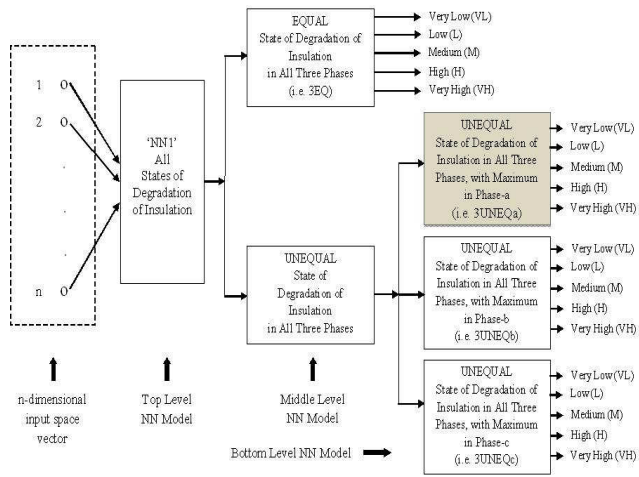 1 O
2 O
.
.
.
n O
n-dimensional
input space
vector
'NN1'
All
States of
Degradation
of Insulation
Top Level
NN Model
EQUAL
State of Degradation of
Insulation
in All Three Phases
(i.e. 3EQ)
Very Low (VL)
Low (L)
Medium (M)
High (H)
Very High (VH)
UNEQUAL
State of
Degradation of
Insulation
in All Three Phases
Middle Level
NN Model
UNEQUAL
State of Degradation of
Insulation in All Three
Phases, with Maximum
in Phase-a
(i.e. 3UNEQa)
Very Low (VL)
Low (L)
Medium (M)
High (H)
Very High (VH)
UNEQUAL
State of Degradation of
Insulation in All Three
Phases, with Maximum
in Phase-b
(i.e. 3UNEQb)
Very Low (VL)
Low (L)
Medium (M)
High (H)
Very High (VH)
UNEQUAL
State of Degradation of
Insulation in All Three
Phases, with Maximum
in Phase-c
(i.e. 3UNEQc)
Very Low (VL)
Low (L)
Medium (M)
High (H)
Very High (VH)
Bottom Level NN Model